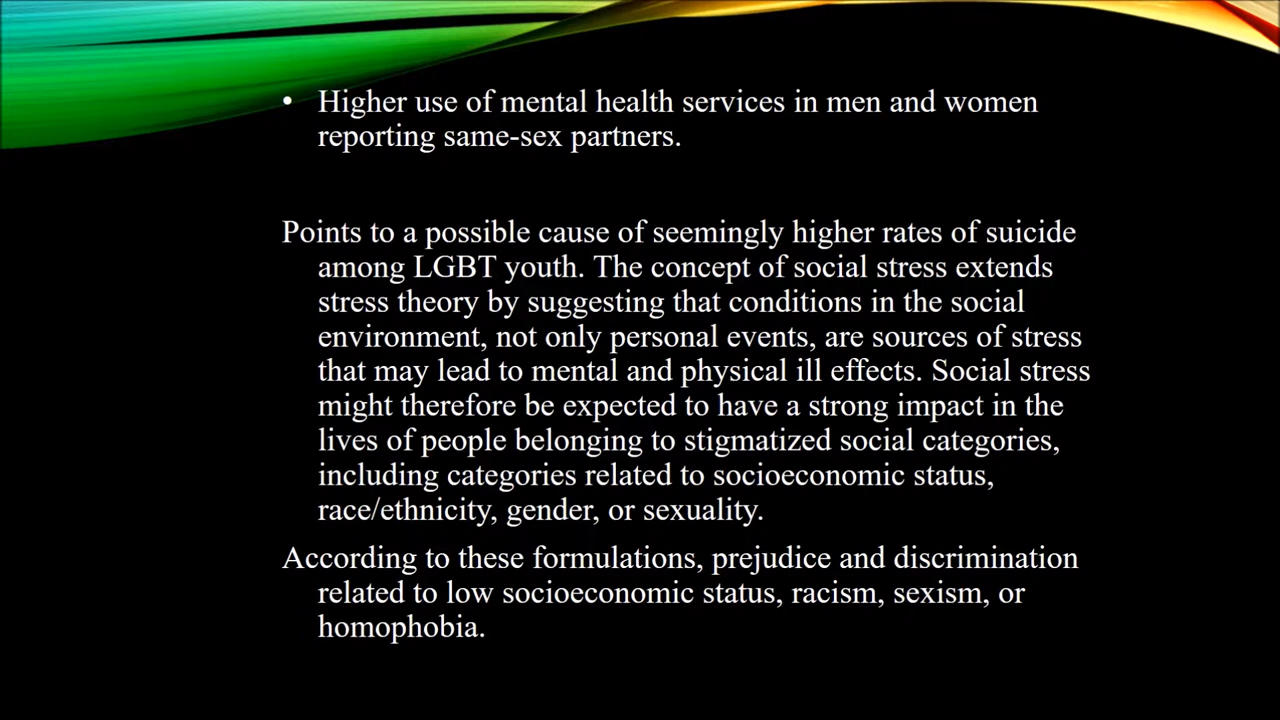 • Higher use of mental health services in men and women
reporting same-sex partners.
Points to a possible cause of seemingly higher rates of suicide
among LGBT youth. The concept of social stress extends
stress theory by suggesting that conditions in the social
environment, not only personal events, are sources of stress
that may lead to mental and physical ill effects. Social stress
might therefore be expected to have a strong impact in the
lives of people belonging to stigmatized social categories,
including categories related to socioeconomic status,
race/ethnicity, gender, or sexuality.
According to these formulations, prejudice and discrimination
related to low socioeconomic status, racism, sexism, or
homophobia.